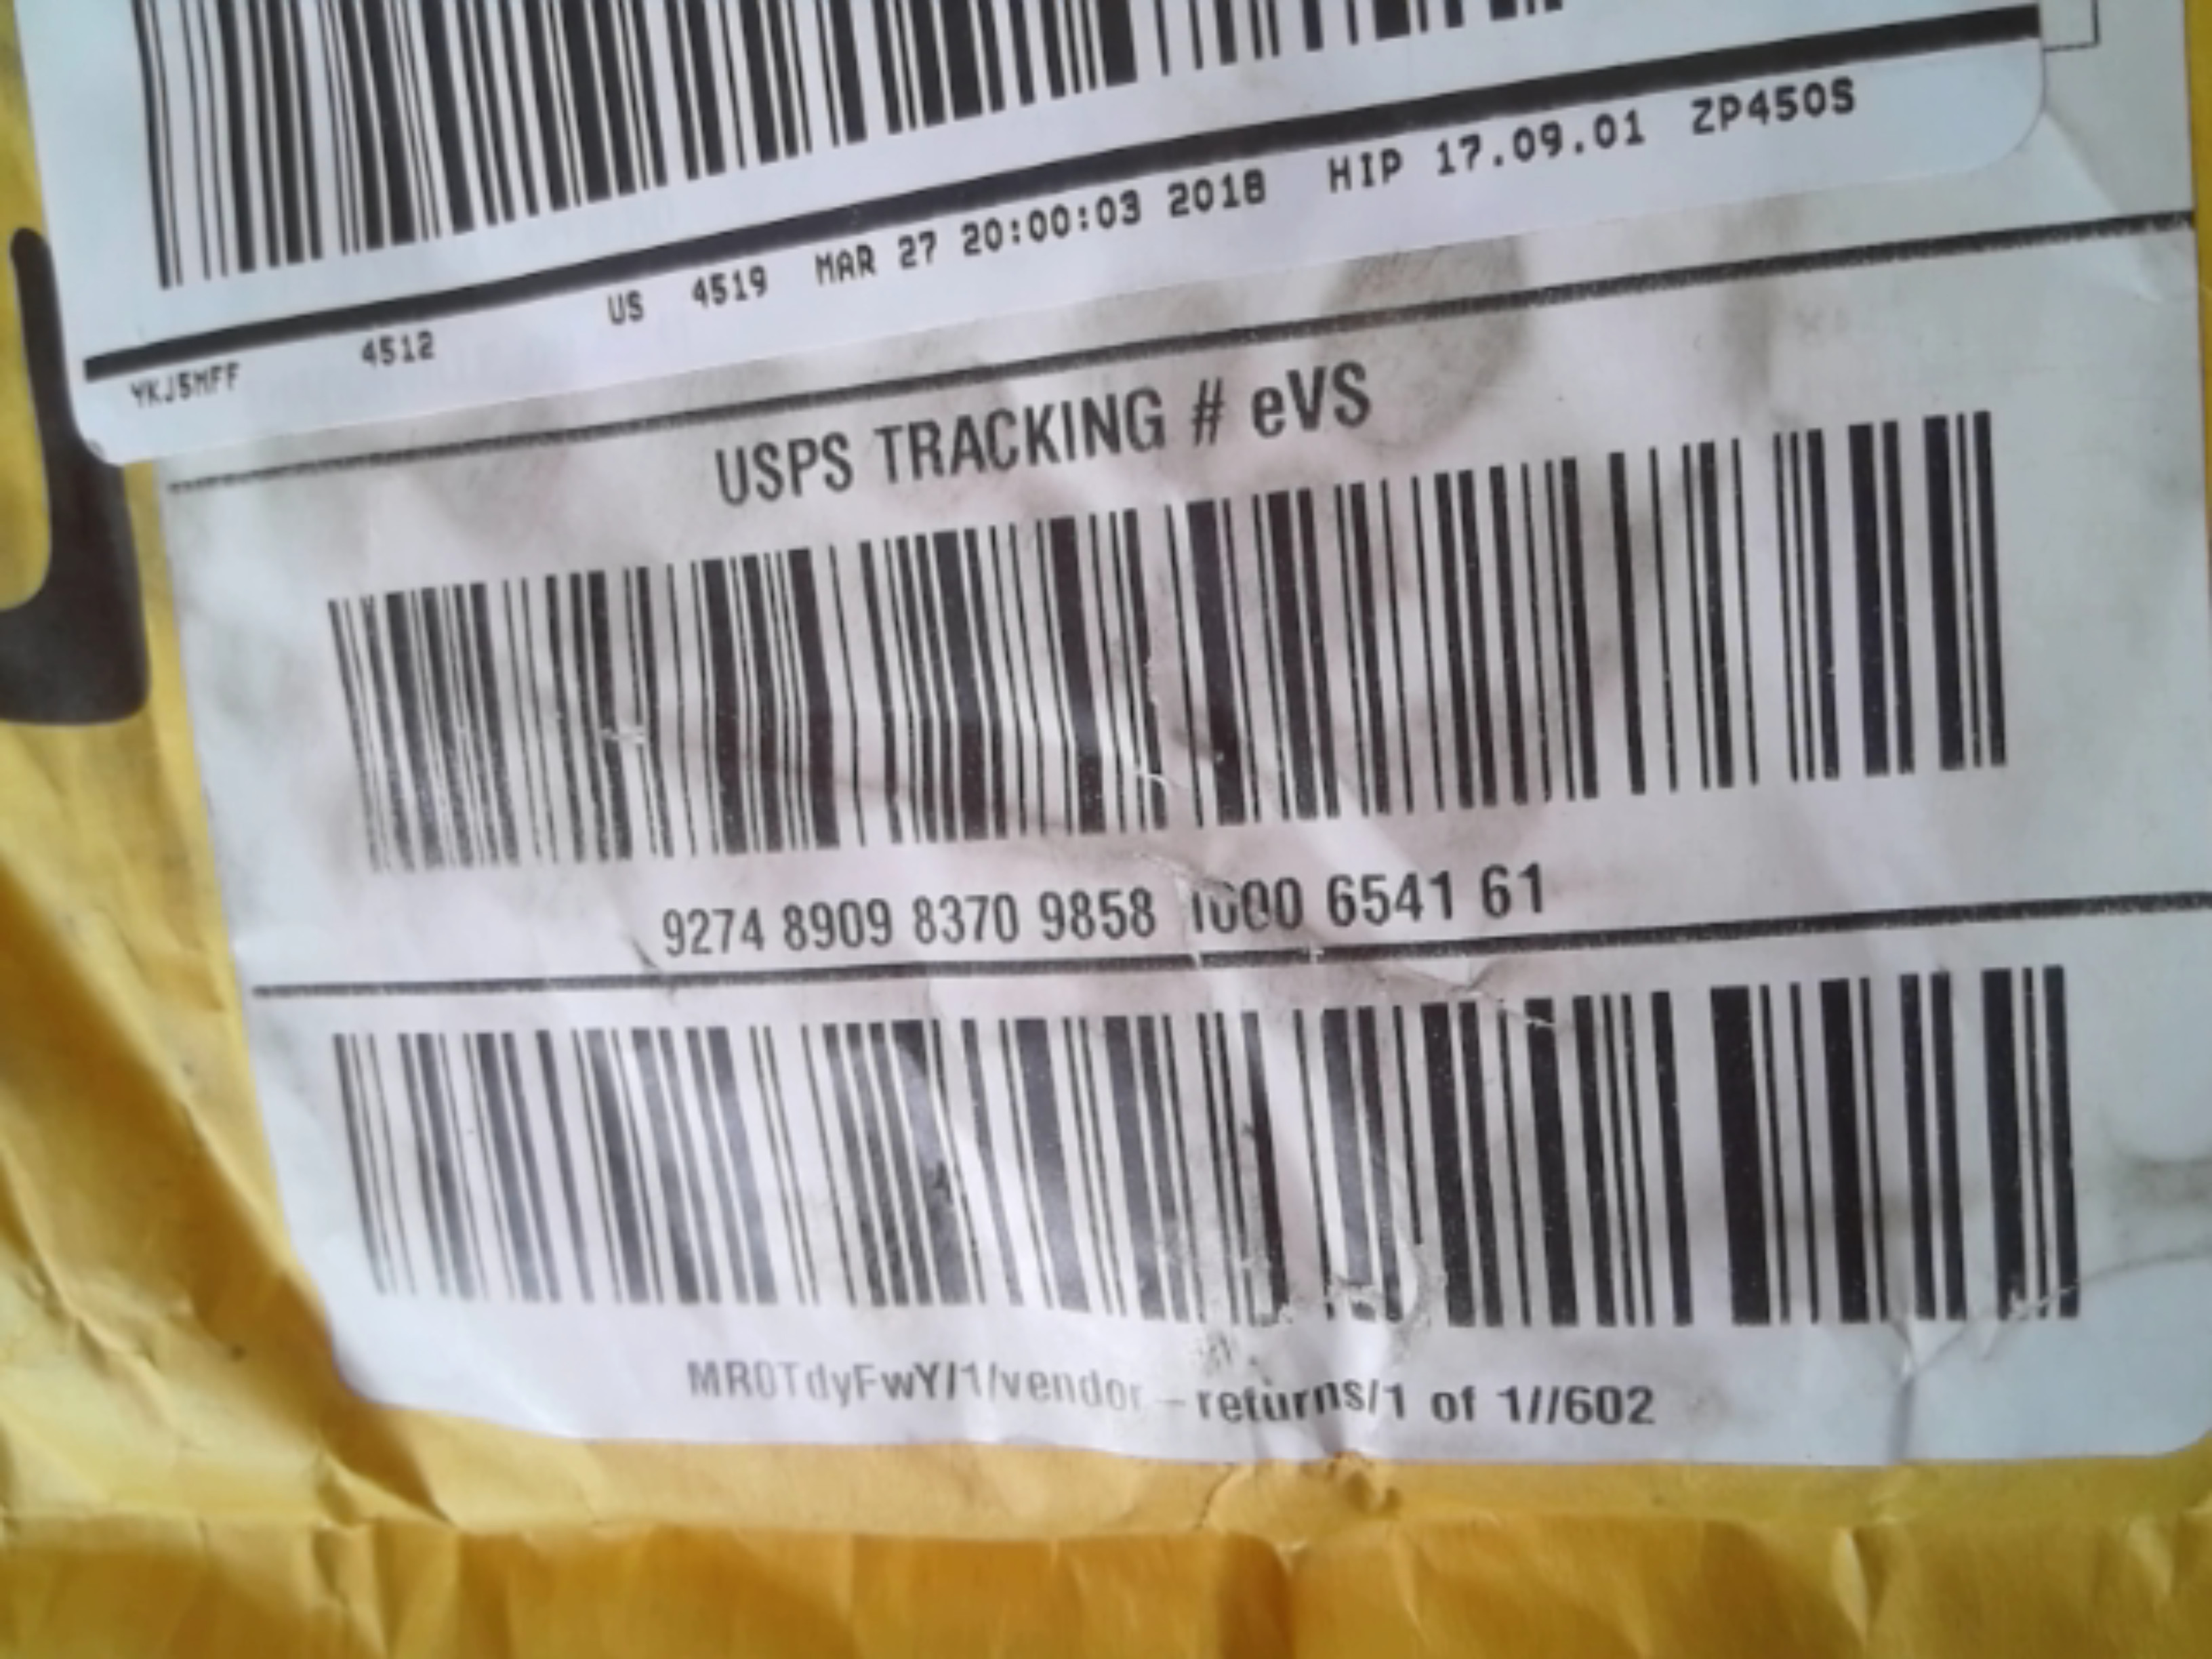 YKJ5MFF 4512 US 4519 MAR 27 20:00:03 2018 HIP 17.09.01 ZP450S
USPS TRACKING # eVS
9274 8909 8370 9858 1000 6541 61
MR0TdyFwY/1/vendor-returns/1 of 1//602